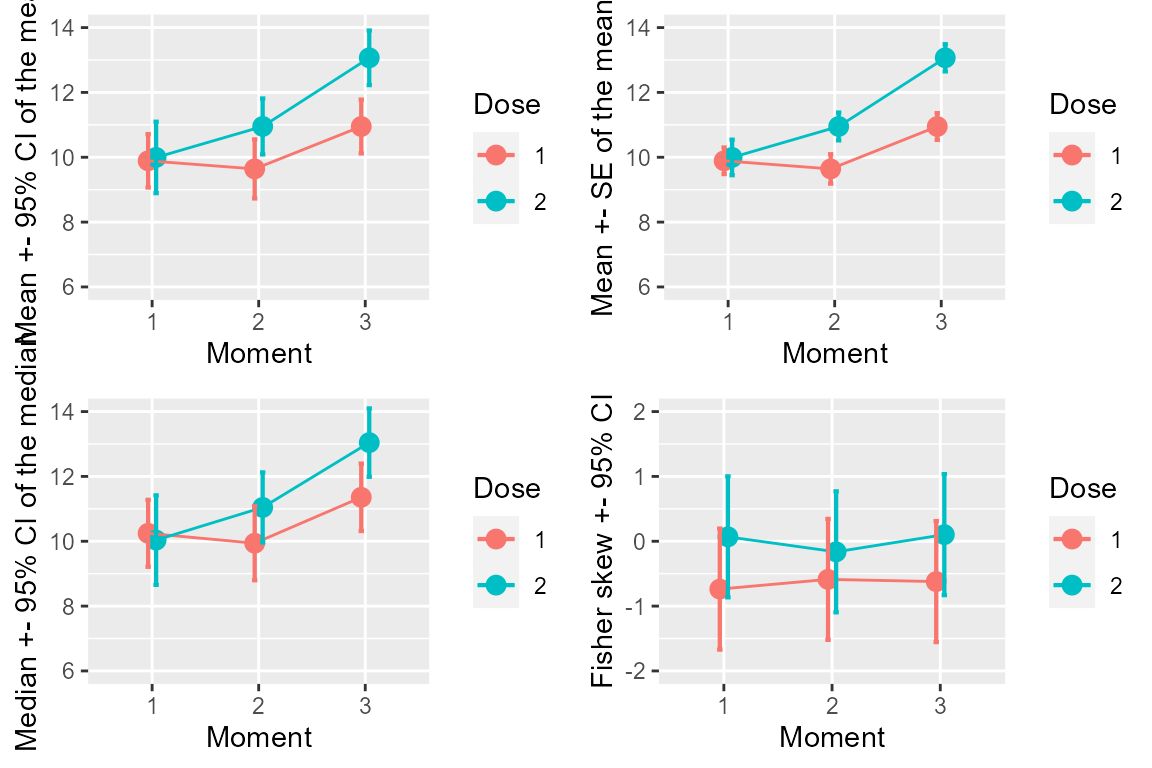 Mean +- 95% CI of the mea
14
12
10
8
6
1 2 3
Moment
Dose
1
2
Mean +- SE of the mean
14
12
10
8
6
1 2 3
Moment
Dose
1
2
Median +- 95% CI of the median
14
12
10
8
6
1 2 3
Moment
Dose
1
2
Fisher skew +- 95% CI
2
1
0
-1
-2
1 2 3
Moment
Dose
1
2